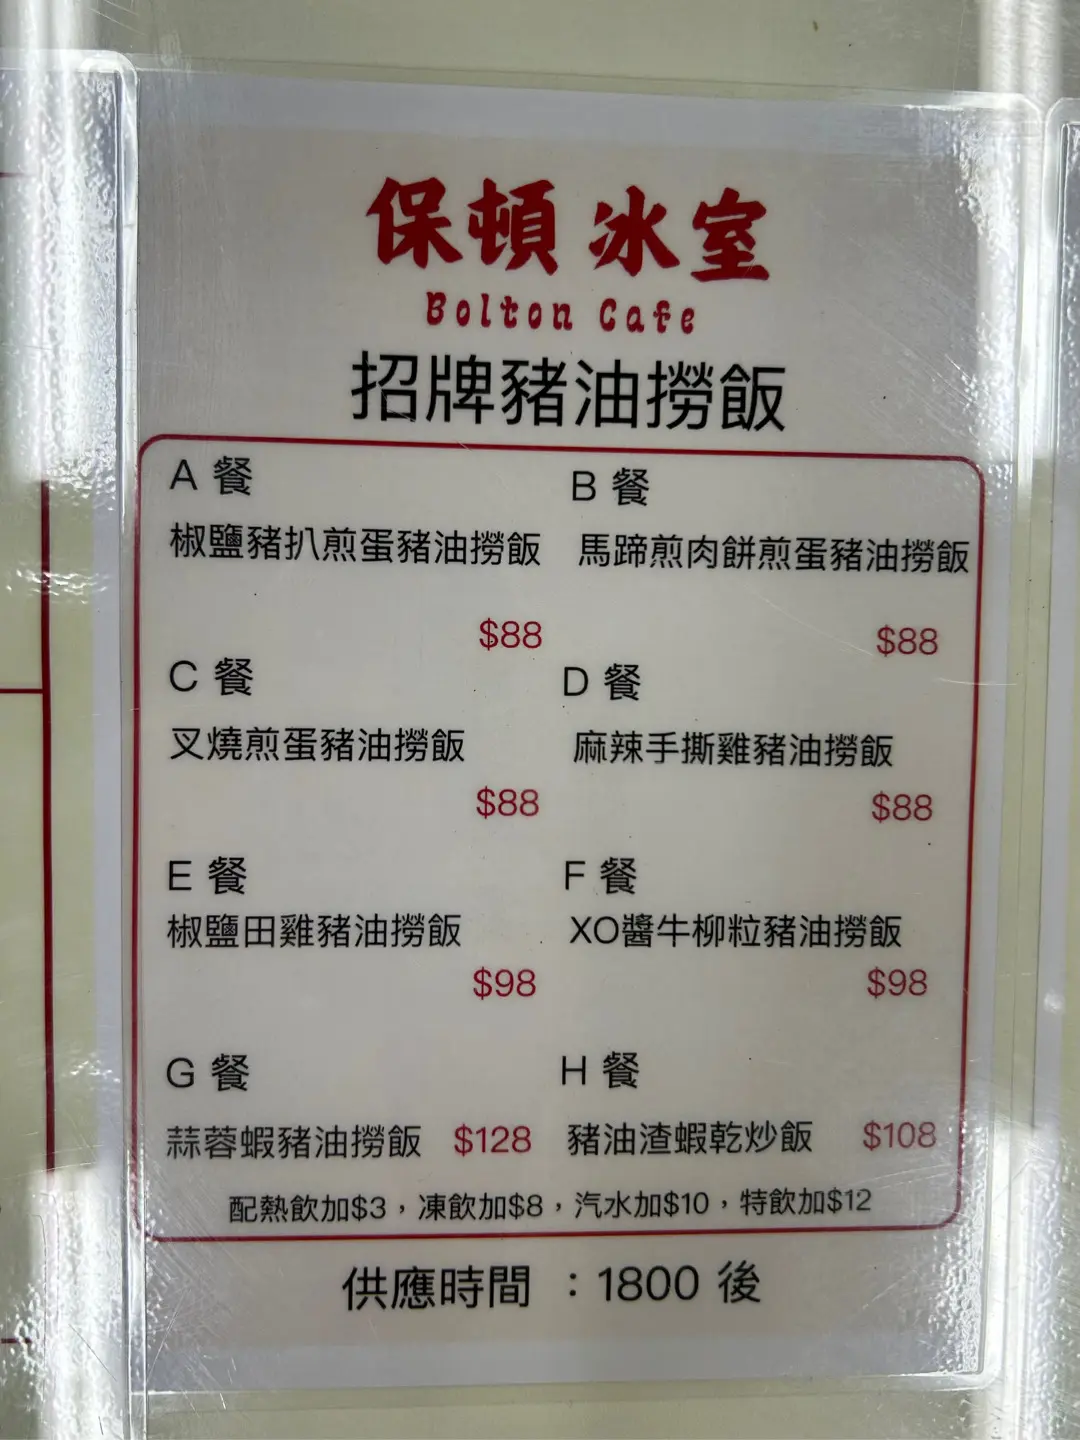 保頓冰室
Bolton Cafe
招牌豬油撈飯
A 餐
椒鹽豬扒煎蛋豬油撈飯
$88
B 餐
馬蹄煎肉餅煎蛋豬油撈飯
$88
C 餐
叉燒煎蛋豬油撈飯
$88
D 餐
麻辣手撕雞豬油撈飯
$88
E 餐
椒鹽田雞豬油撈飯
$98
F 餐
XO醬牛柳粒豬油撈飯
$98
G 餐
蒜蓉蝦豬油撈飯 $128
H 餐
豬油渣蝦乾炒飯 $108
配熱飲加$3，凍飲加$8，汽水加$10，特飲加$12
供應時間 ：1800 後